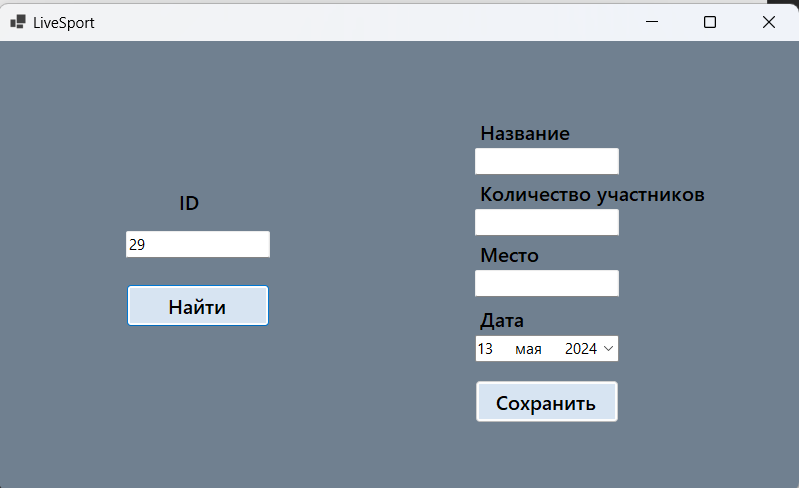 LiveSport
ID
29
Найти
Название
Количество участников
Место
Дата
13 мая 2024
Сохранить